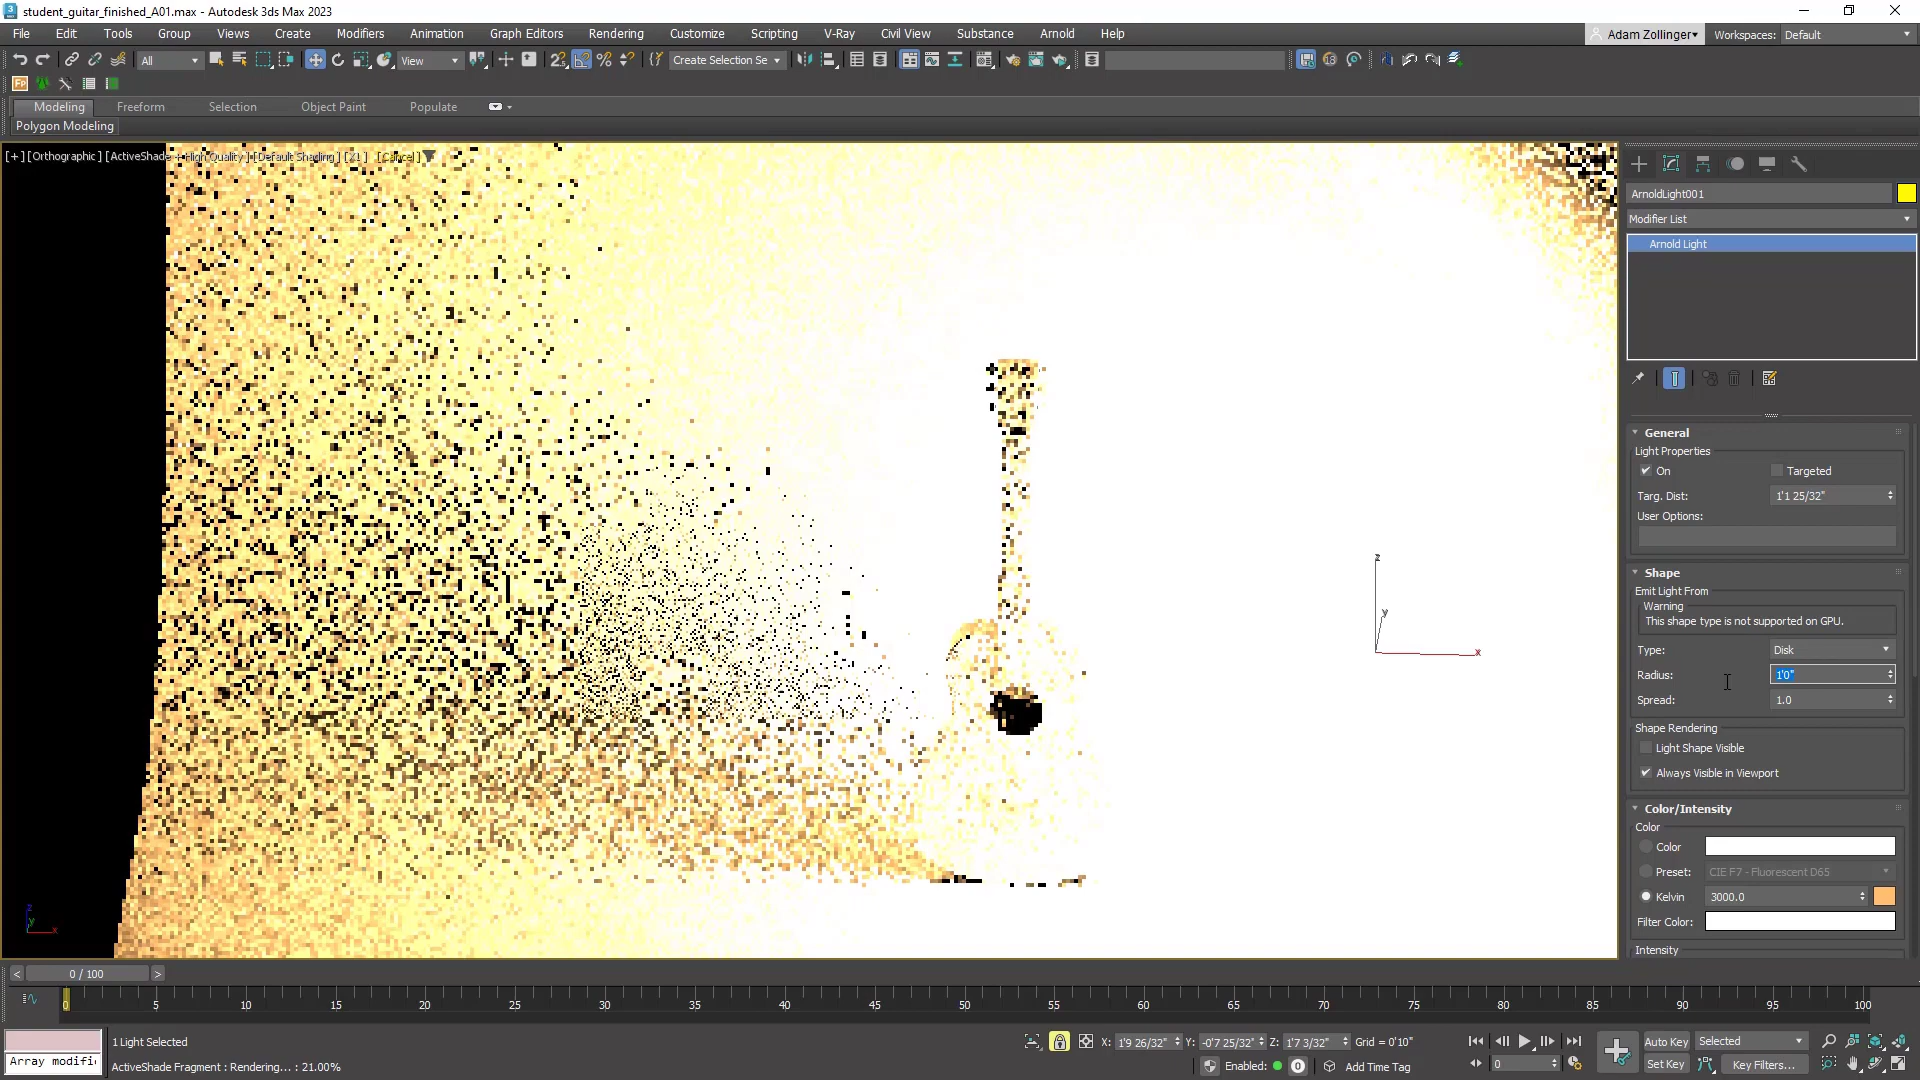 student_guitar_finished_A01.max - Autodesk 3ds Max 2023
File Edit Tools Group Views Create Modifiers Animation Graph Editors Rendering Customize Scripting V-Ray Civil View Substance Arnold Help
Adam Zollinger
Workspaces: Default
All
View
Create Selection Se
Modeling Freeform Selection Object Paint Populate
Polygon Modeling
[+] [Orthographic] [ActiveShade + High Quality] [Default Shading] [X1] [Cancel]
ArnoldLight001
Modifier List
Arnold Light
General
Light Properties
On Targeted
Targ. Dist: 1'1 25/32"
User Options:
Shape
Emit Light From
Warning
This shape type is not supported on GPU.
Type: Disk
Radius: 1'0"
Spread: 1.0
Shape Rendering
Light Shape Visible
Always Visible in Viewport
Color/Intensity
Color
Color
Preset: CIE F7 - Fluorescent D65
Kelvin 3000.0
Filter Color:
Intensity
z
y
x
z
y
x
< 0 / 100 >
0 5 10 15 20 25 30 35 40 45 50 55 60 65 70 75 80 85 90 95 100
1 Light Selected
X: 1'9 26/32" Y: -0'7 25/32" Z: 1'7 3/32" Grid = 0'10"
Auto Key Selected
Array modifi
ActiveShade Fragment : Rendering... : 21.00%
Enabled: 0 Add Time Tag
0
Set Key Key Filters...